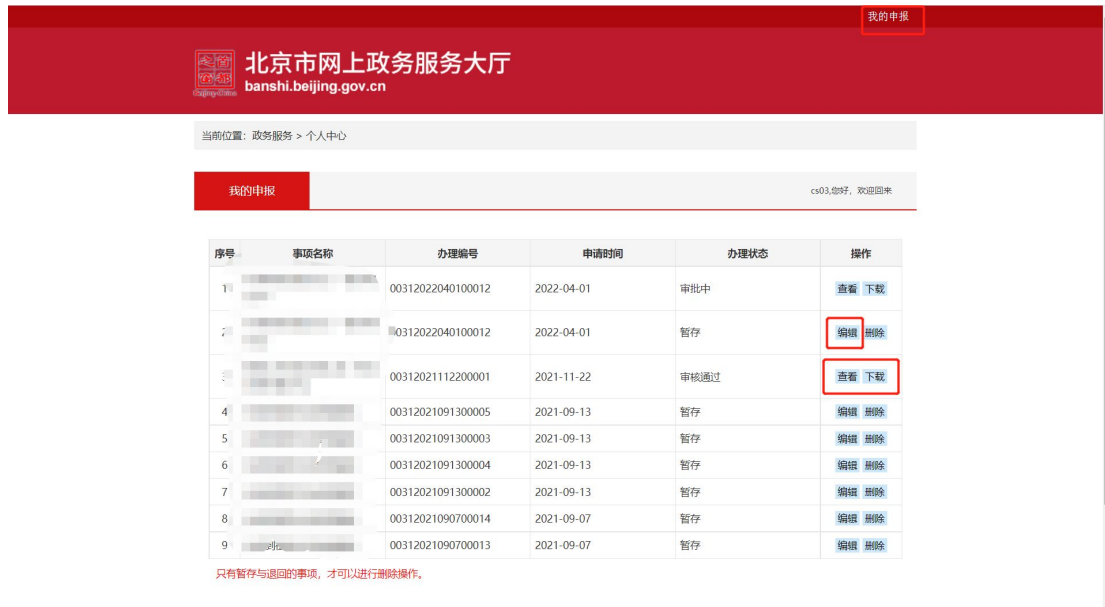 我的申报
北京市网上政务服务大厅
banshi.beijing.gov.cn
Beijing-China
当前位置：政务服务 > 个人中心
我的申报
cs03,您好，欢迎回来
序号 事项名称 办理编号 申请时间 办理状态 操作
1 00312022040100012 2022-04-01 审批中 查看 下载
2 0312022040100012 2022-04-01 暂存 编辑 删除
3 00312021112200001 2021-11-22 审核通过 查看 下载
4 00312021091300005 2021-09-13 暂存 编辑 删除
5 00312021091300003 2021-09-13 暂存 编辑 删除
6 00312021091300004 2021-09-13 暂存 编辑 删除
7 00312021091300002 2021-09-13 暂存 编辑 删除
8 00312021090700014 2021-09-07 暂存 编辑 删除
9 00312021090700013 2021-09-07 暂存 编辑 删除
只有暂存与退回的事项，才可以进行删除操作。